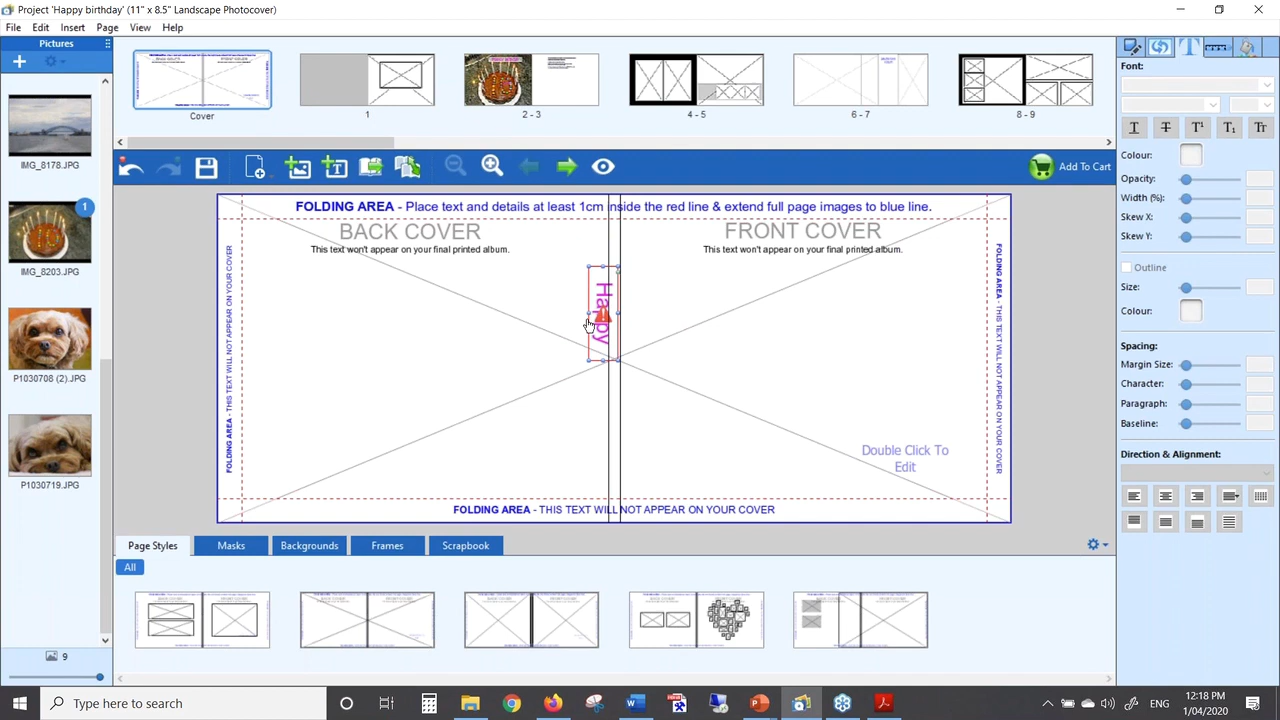 Project 'Happy birthday' (11" x 8.5" Landscape Photocover)
File Edit Insert Page View Help
Pictures
IMG_8178.JPG
1
IMG_8203.JPG
P1030708 (2).JPG
P1030719.JPG
9
Cover
1
2 - 3
4 - 5
6 - 7
8 - 9
Add To Cart
FOLDING AREA - Place text and details at least 1cm inside the red line & extend full page images to blue line.
BACK COVER
This text won't appear on your final printed album.
FRONT COVER
This text won't appear on your final printed album.
FOLDING AREA - THIS TEXT WILL NOT APPEAR ON YOUR COVER
Happy
FOLDING AREA - THIS TEXT WILL NOT APPEAR ON YOUR COVER
Double Click To
Edit
FOLDING AREA - THIS TEXT WILL NOT APPEAR ON YOUR COVER
Page Styles Masks Backgrounds Frames Scrapbook
All
Font:
Colour:
Opacity:
Width (%):
Skew X:
Skew Y:
Outline
Size:
Colour:
Spacing:
Margin Size:
Character:
Paragraph:
Baseline:
Direction & Alignment:
Type here to search
ENG
12:18 PM
1/04/2020